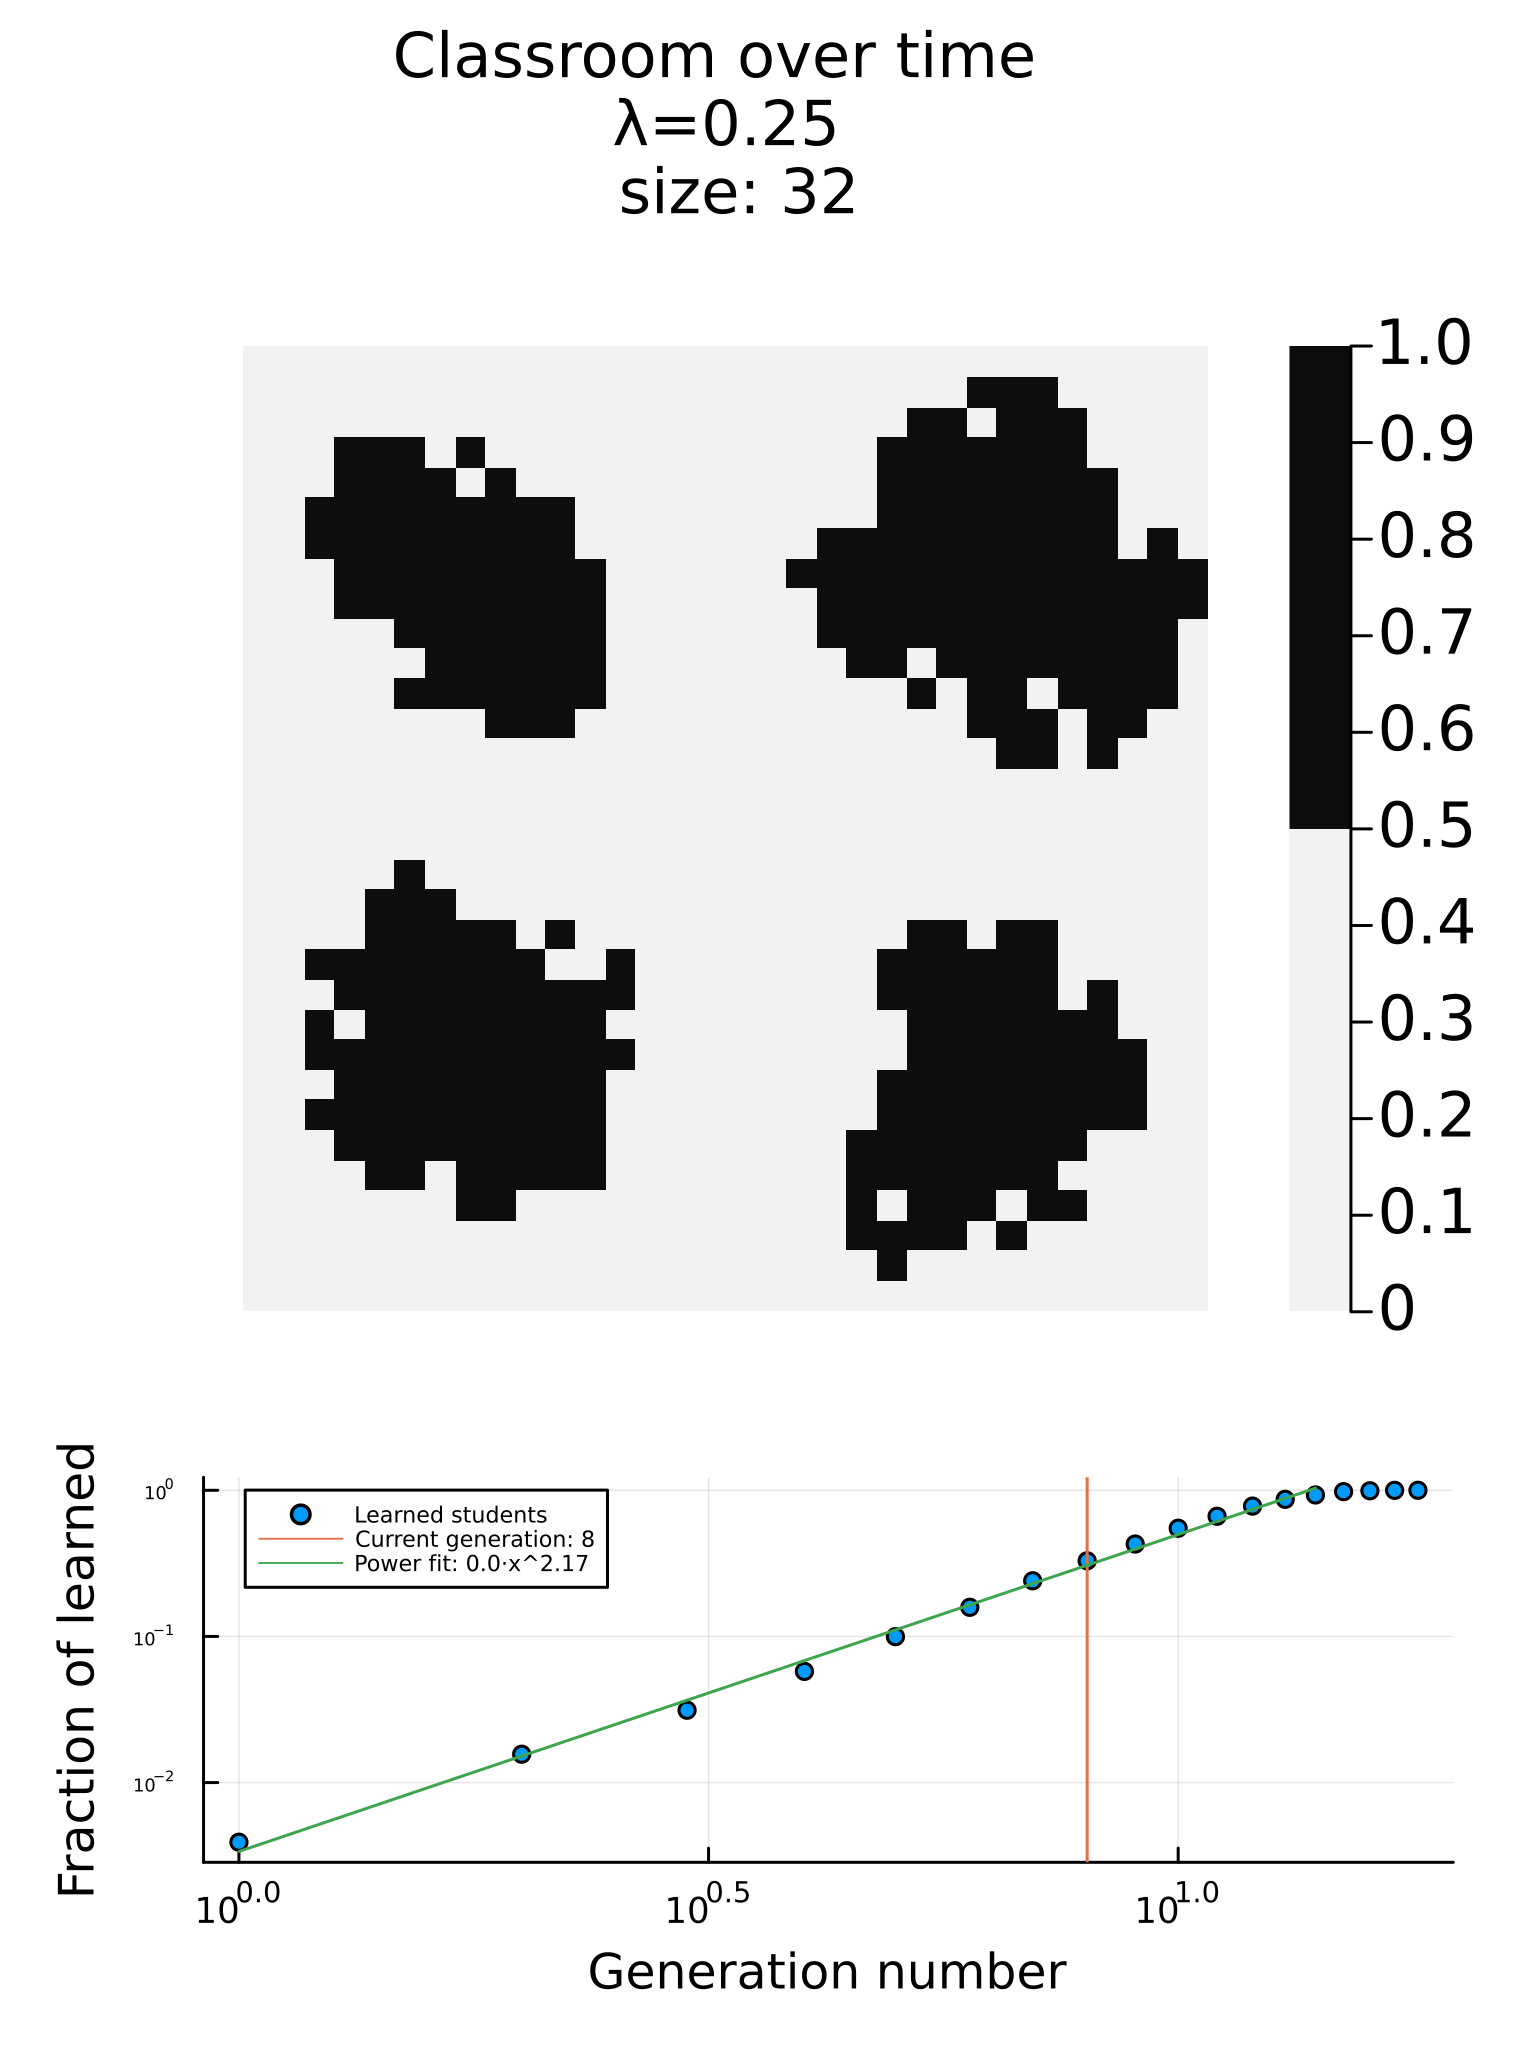 Classroom over time
λ=0.25
size: 32
1.0
0.9
0.8
0.7
0.6
0.5
0.4
0.3
0.2
0.1
0
Fraction of learned
10⁰
10⁻¹
10⁻²
Learned students
Current generation: 8
Power fit: 0.0·x^2.17
10^0.0
10^0.5
10^1.0
Generation number